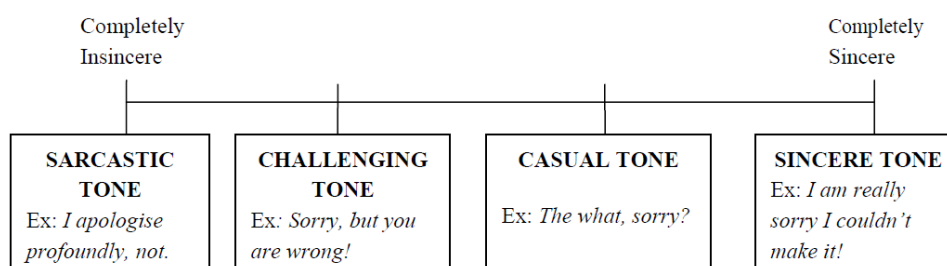 Completely
Insincere
Completely
Sincere
SARCASTIC
TONE
Ex: I apologise
profoundly, not.
CHALLENGING
TONE
Ex: Sorry, but you
are wrong!
CASUAL TONE
Ex: The what, sorry?
SINCERE TONE
Ex: I am really
sorry I couldn't
make it!